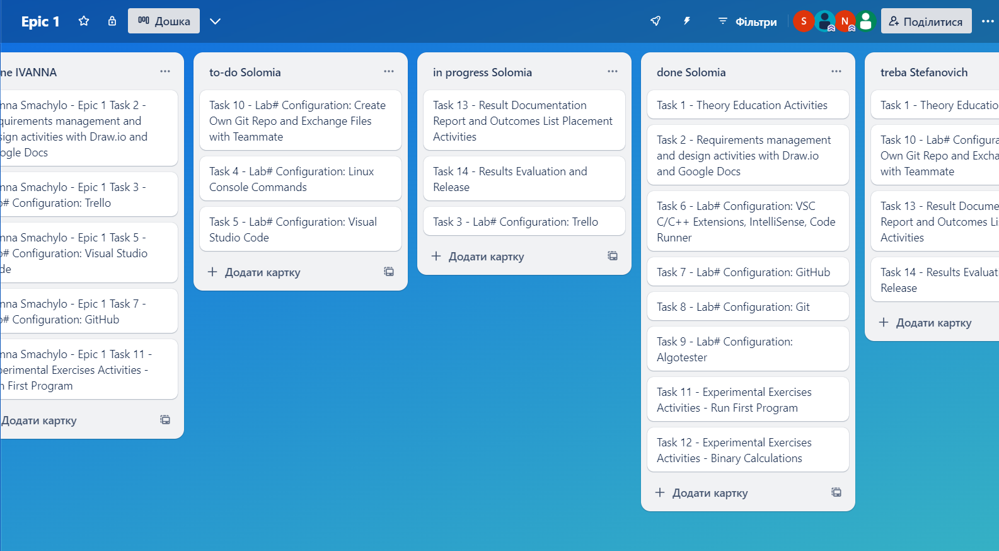 Epic 1
Дошка
Фільтри
S
N
Поділитися
ne IVANNA
nna Smachylo - Epic 1 Task 2 -
quirements management and
sign activities with Draw.io and
ogle Docs
nna Smachylo - Epic 1 Task 3 -
b# Configuration: Trello
nna Smachylo - Epic 1 Task 5 -
b# Configuration: Visual Studio
de
nna Smachylo - Epic 1 Task 7 -
b# Configuration: GitHub
nna Smachylo - Epic 1 Task 11 -
perimental Exercises Activities -
n First Program
Додати картку
to-do Solomia
Task 10 - Lab# Configuration: Create
Own Git Repo and Exchange Files
with Teammate
Task 4 - Lab# Configuration: Linux
Console Commands
Task 5 - Lab# Configuration: Visual
Studio Code
Додати картку
in progress Solomia
Task 13 - Result Documentation
Report and Outcomes List Placement
Activities
Task 14 - Results Evaluation and
Release
Task 3 - Lab# Configuration: Trello
Додати картку
done Solomia
Task 1 - Theory Education Activities
Task 2 - Requirements management
and design activities with Draw.io
and Google Docs
Task 6 - Lab# Configuration: VSC
C/C++ Extensions, IntelliSense, Code
Runner
Task 7 - Lab# Configuration: GitHub
Task 8 - Lab# Configuration: Git
Task 9 - Lab# Configuration:
Algotester
Task 11 - Experimental Exercises
Activities - Run First Program
Task 12 - Experimental Exercises
Activities - Binary Calculations
Додати картку
treba Stefanovich
Task 1 - Theory Educatio
Task 10 - Lab# Configura
Own Git Repo and Excha
with Teammate
Task 13 - Result Docume
Report and Outcomes Li
Activities
Task 14 - Results Evaluat
Release
Додати картку